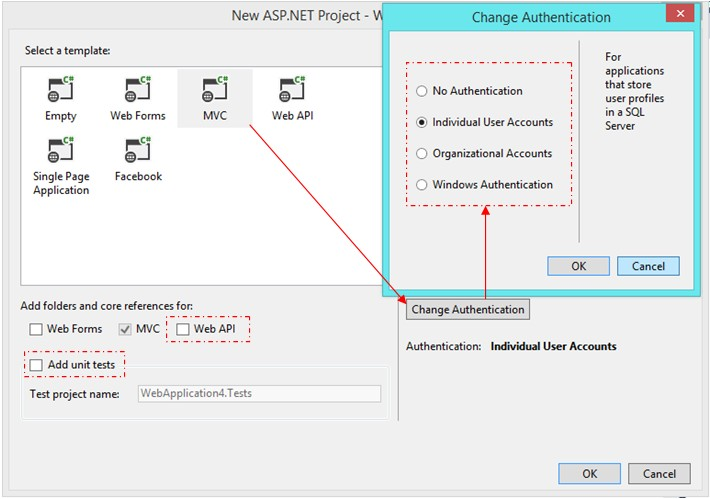 New ASP.NET Project - W
Change Authentication
Select a template:
C#
C#
C#
C#
Empty
Web Forms
MVC
Web API
C#
C#
Single Page
Application
Facebook
No Authentication
Individual User Accounts
Organizational Accounts
Windows Authentication
For
applications
that store
user profiles
in a SQL
Server
OK
Cancel
Add folders and core references for:
Web Forms
MVC
Web API
Change Authentication
Authentication: Individual User Accounts
Add unit tests
Test project name:
WebApplication4.Tests
OK
Cancel